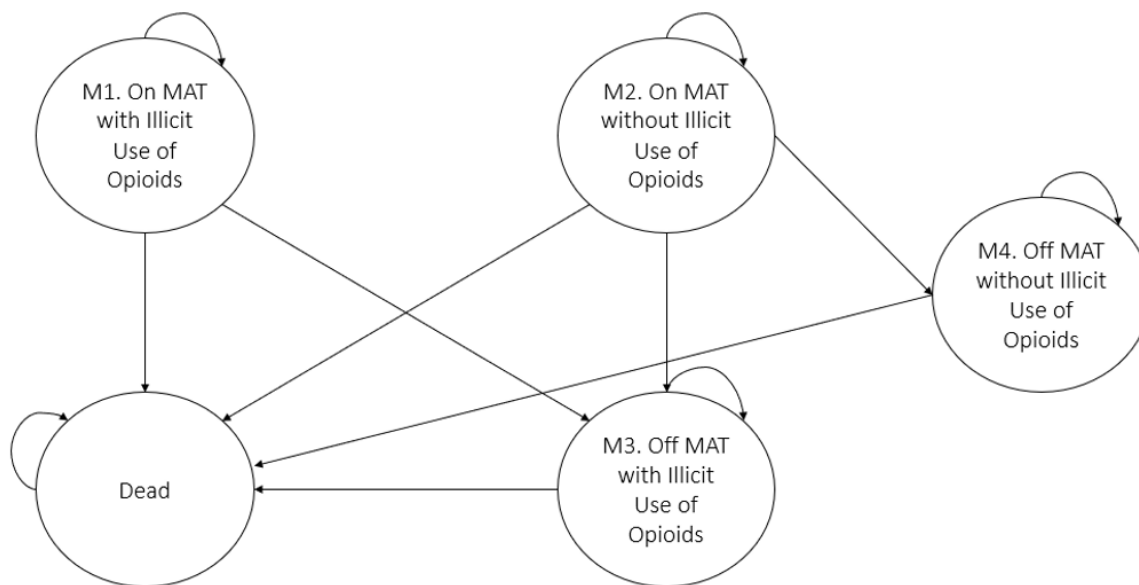 M1. On MAT
with Illicit
Use of
Opioids
M2. On MAT
without Illicit
Use of
Opioids
M4. Off MAT
without Illicit
Use of
Opioids
Dead
M3. Off MAT
with Illicit
Use of
Opioids